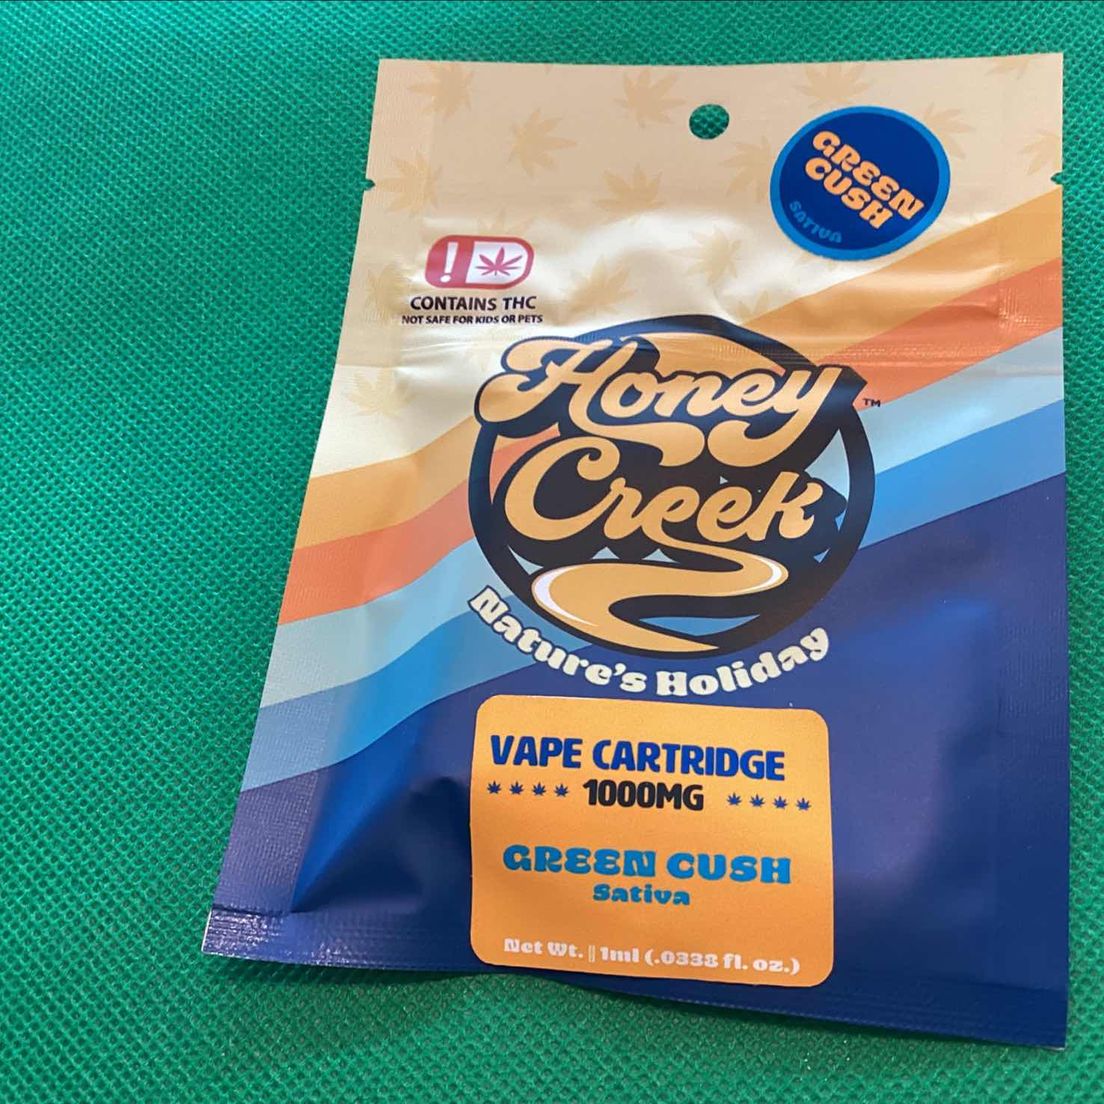 GREEN
CUSH
SATIVA
!
CONTAINS THC
NOT SAFE FOR KIDS OR PETS
Honey
Creek
TM
Nature's Holiday
VAPE CARTRIDGE
1000MG
GREEN CUSH
Sativa
Net Wt. || 1ml (.0338 fl. oz.)